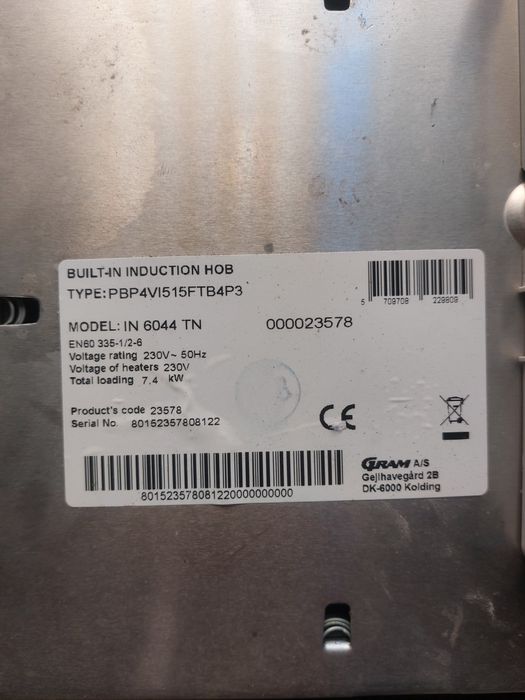 BUILT-IN INDUCTION HOB
TYPE: PBP4VI515FTB4P3
5 709708 229809
MODEL: IN 6044 TN 000023578
EN60 335-1/2-6
Voltage rating 230V~ 50Hz
Voltage of heaters 230V
Total loading 7,4 kW
Product's code 23578
Serial No. 80152357808122
CE
GRAM A/S
Gejlhavegård 2B
DK-6000 Kolding
801523578081220000000000